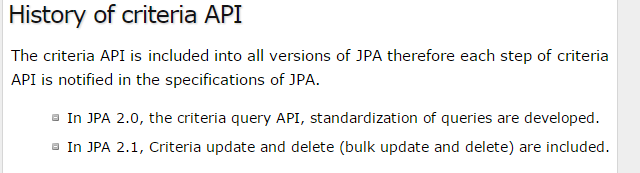 History of criteria API
The criteria API is included into all versions of JPA therefore each step of criteria
API is notified in the specifications of JPA.
In JPA 2.0, the criteria query API, standardization of queries are developed.
In JPA 2.1, Criteria update and delete (bulk update and delete) are included.